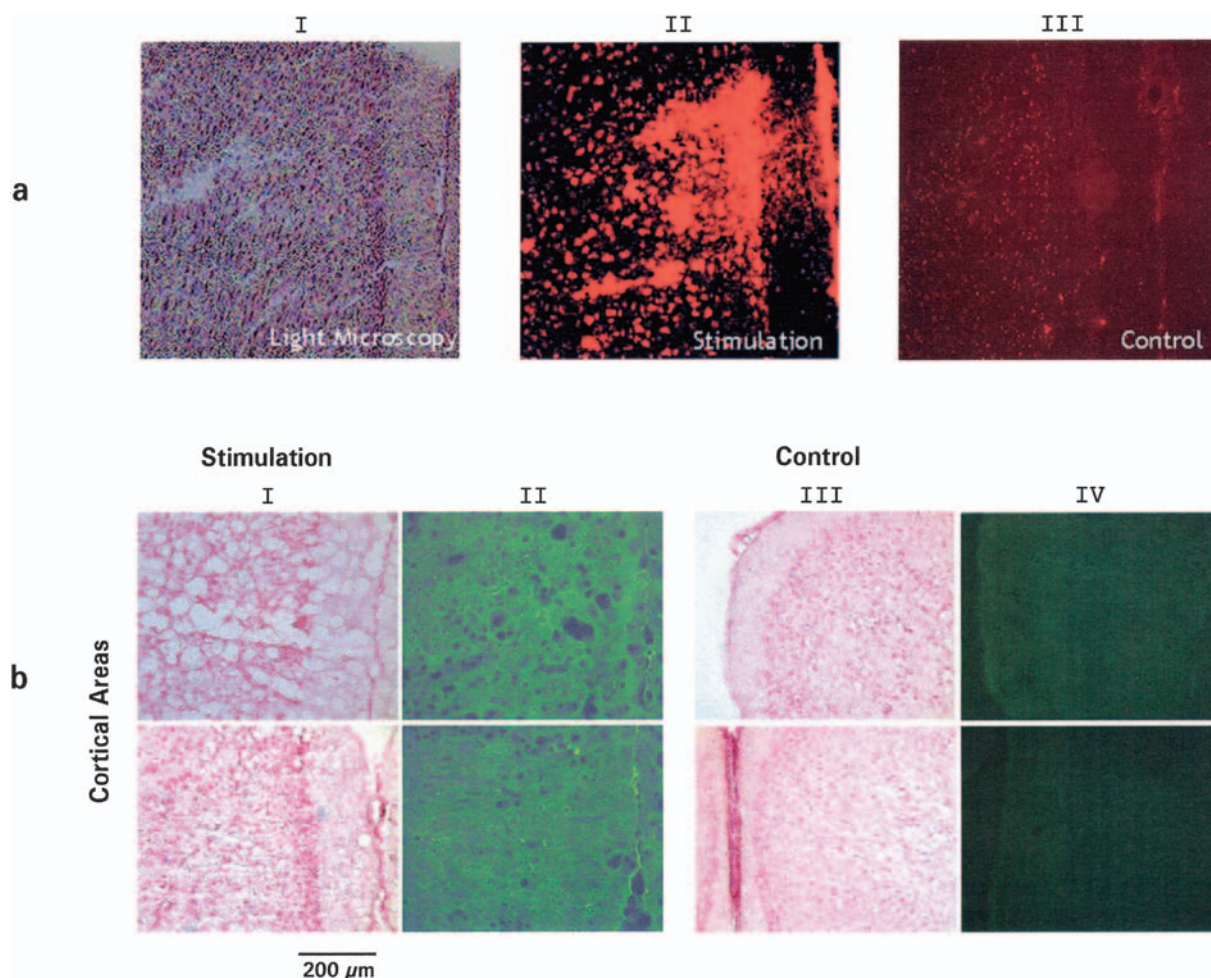 I II III
a
Light Microscopy Stimulation Control
Stimulation Control
I II III IV
b
Cortical Areas
200 µm